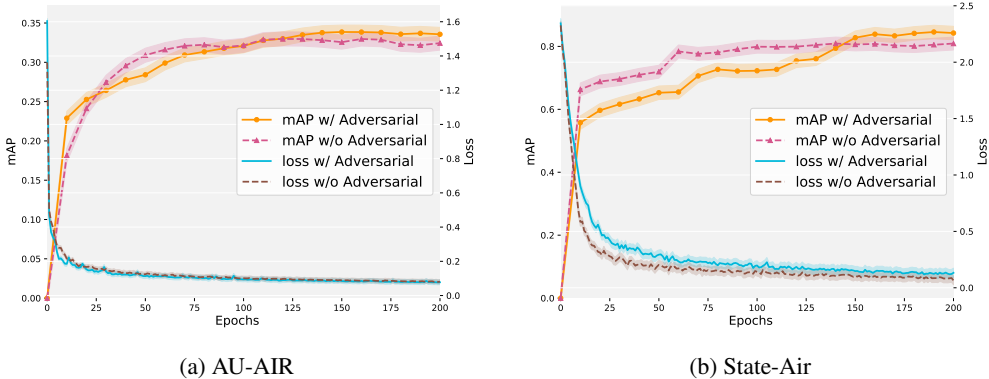 0.35
0.30
0.25
0.20
0.15
0.10
0.05
0.00
mAP
1.6
1.4
1.2
1.0
0.8
0.6
0.4
0.2
0.0
Loss
mAP w/ Adversarial
mAP w/o Adversarial
loss w/ Adversarial
loss w/o Adversarial
0 25 50 75 100 125 150 175 200
Epochs
(a) AU-AIR
0.8
0.6
0.4
0.2
0.0
mAP
2.5
2.0
1.5
1.0
0.5
0.0
Loss
mAP w/ Adversarial
mAP w/o Adversarial
loss w/ Adversarial
loss w/o Adversarial
0 25 50 75 100 125 150 175 200
Epochs
(b) State-Air